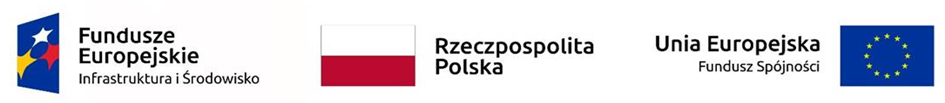 Fundusze
Europejskie
Infrastruktura i Środowisko
Rzeczpospolita
Polska
Unia Europejska
Fundusz Spójności